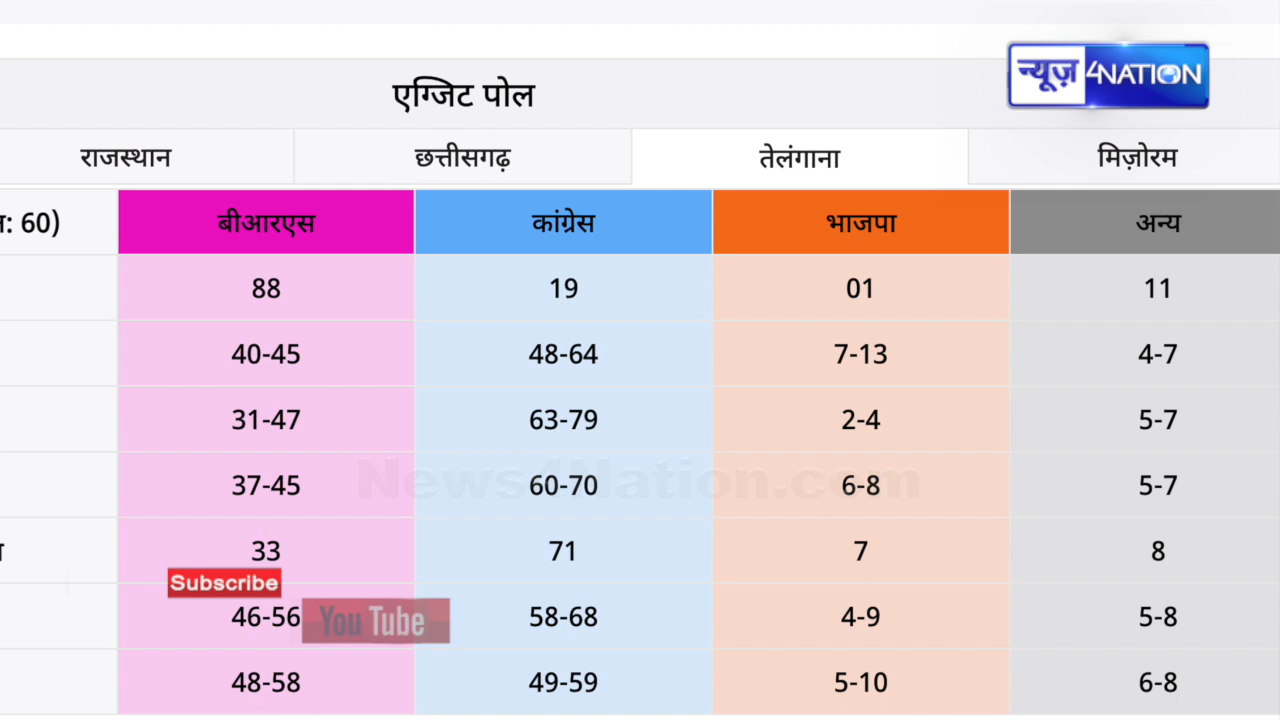 न्यूज़ 4NATION
एग्जिट पोल
राजस्थान छत्तीसगढ़ तेलंगाना मिज़ोरम
: 60) बीआरएस कांग्रेस भाजपा अन्य
88 19 01 11
40-45 48-64 7-13 4-7
31-47 63-79 2-4 5-7
37-45 60-70 6-8 5-7
News4Nation.com
33 71 7 8
Subscribe
46-56 YouTube 58-68 4-9 5-8
48-58 49-59 5-10 6-8